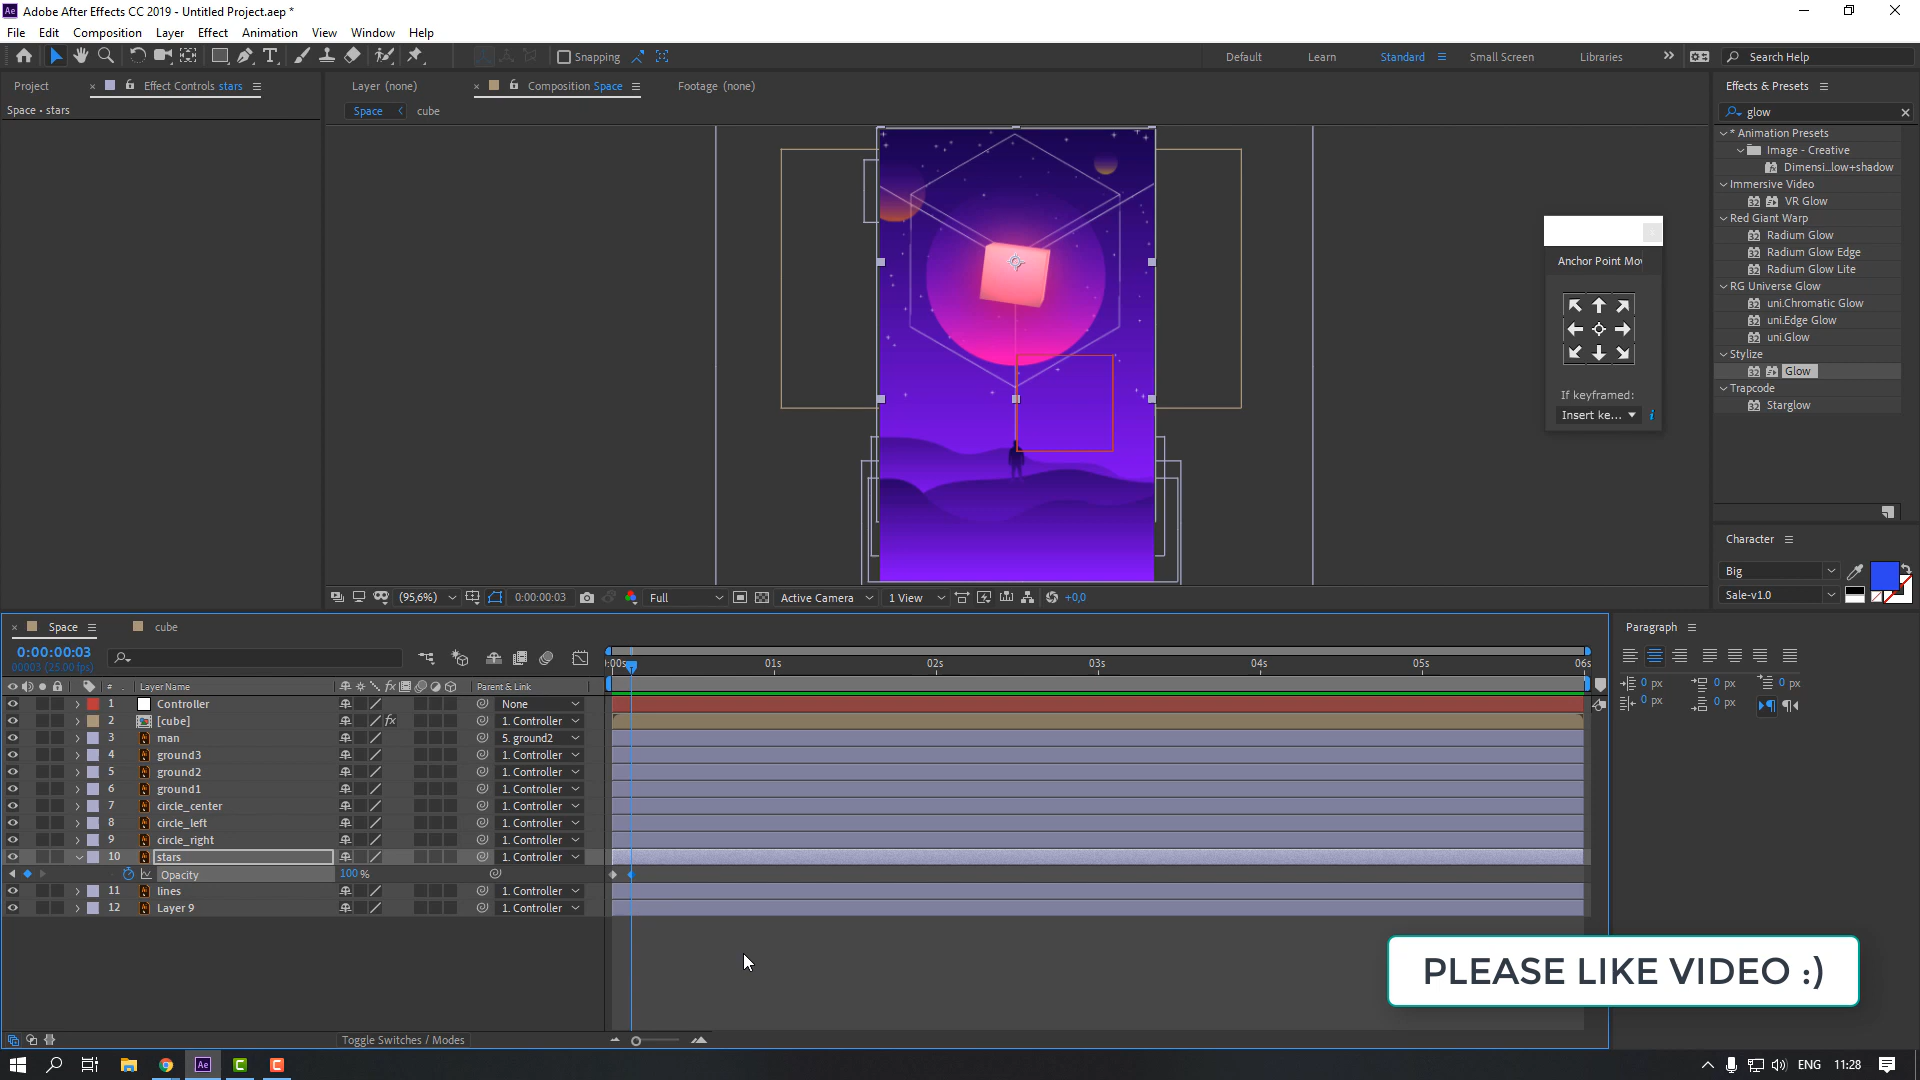 Adobe After Effects CC 2019 - Untitled Project.aep *
File Edit Composition Layer Effect Animation View Window Help
Snapping
Default Learn Standard Small Screen Libraries Search Help
Project Effect Controls stars
Space • stars
Layer (none) Composition Space Footage (none)
Space cube
Effects & Presets
glow
* Animation Presets
Image - Creative
Dimensi...low+shadow
Immersive Video
VR Glow
Red Giant Warp
Radium Glow
Radium Glow Edge
Radium Glow Lite
RG Universe Glow
uni.Chromatic Glow
uni.Edge Glow
uni.Glow
Stylize
Glow
Trapcode
Starglow
Anchor Point Mo
If keyframed:
Insert ke...
Character
Big
Sale-v1.0
(95,6%) 0:00:00:03 Full Active Camera 1 View +0,0
Space cube
0:00:00:03
00003 (25.00 fps)
:00s 01s 02s 03s 04s 05s 06s
# Layer Name Parent & Link
1 Controller None
2 [cube] fx 1. Controller
3 man 5. ground2
4 ground3 1. Controller
5 ground2 1. Controller
6 ground1 1. Controller
7 circle_center 1. Controller
8 circle_left 1. Controller
9 circle_right 1. Controller
10 stars 1. Controller
Opacity 100 %
11 lines 1. Controller
12 Layer 9 1. Controller
Toggle Switches / Modes
Paragraph
0 px 0 px 0 px
0 px 0 px
PLEASE LIKE VIDEO :)
ENG 11:28